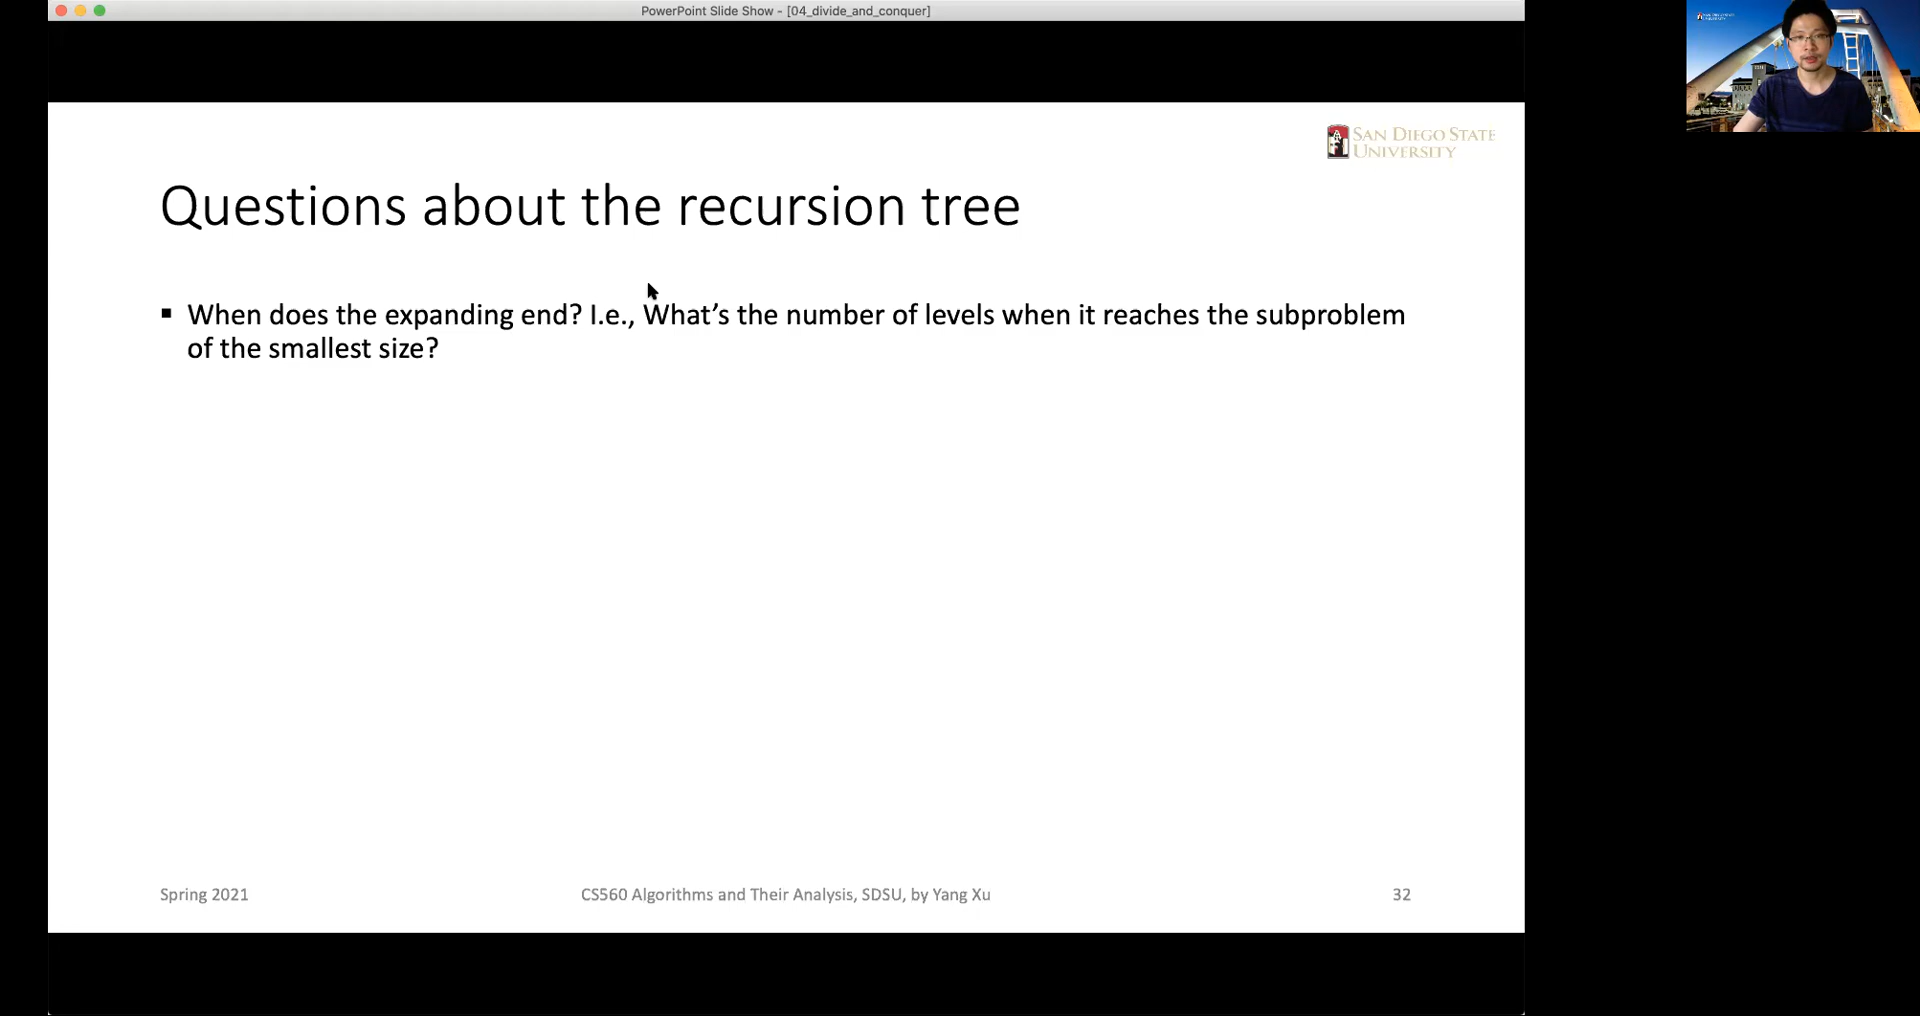 PowerPoint Slide Show - [04_divide_and_conquer]
SAN DIEGO STATE
UNIVERSITY
Questions about the recursion tree
▪ When does the expanding end? I.e., What’s the number of levels when it reaches the subproblem
of the smallest size?
Spring 2021
CS560 Algorithms and Their Analysis, SDSU, by Yang Xu
32